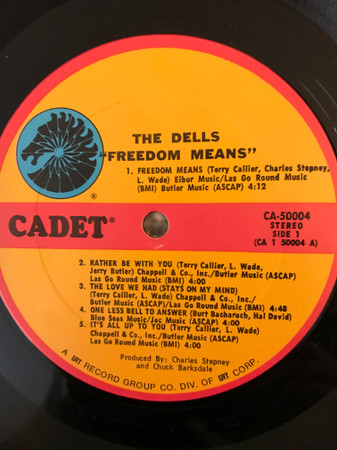 THE DELLS
"FREEDOM MEANS"
1. FREEDOM MEANS (Terry Callier, Charles Stepney,
L. Wade) Eibur Music/Las Go Round Music
(BMI) Butler Music (ASCAP) 4:12
®
CADET®
CA-50004
STEREO
SIDE 1
(CA 1 50004 A)
2. RATHER BE WITH YOU (Terry Callier, L. Wade,
Jerry Butler) Chappell & Co., Inc./Butler (ASCAP)
Las Go Round Music (BMI) 4:00
3. THE LOVE WE HAD (STAYS ON MY MIND)
(Terry Callier, L. Wade) Chappell & Co., Inc./
Butler Music (ASCAP)/Las Go Round Music (BMI) 4:48
4. ONE LESS BELL TO ANSWER (Burt Bacharach, Hal David)
Blue Seas Music/Jac Music (ASCAP) 4:00
5. IT'S ALL UP TO YOU (Terry Callier, L. Wade)
Chappell & Co., Inc./Butler Music (ASCAP)
Las Go Round Music (BMI) 4:00
Produced By: Charles Stepney
and Chuck Barksdale
A GRT RECORD GROUP CO. DIV. OF GRT CORP.